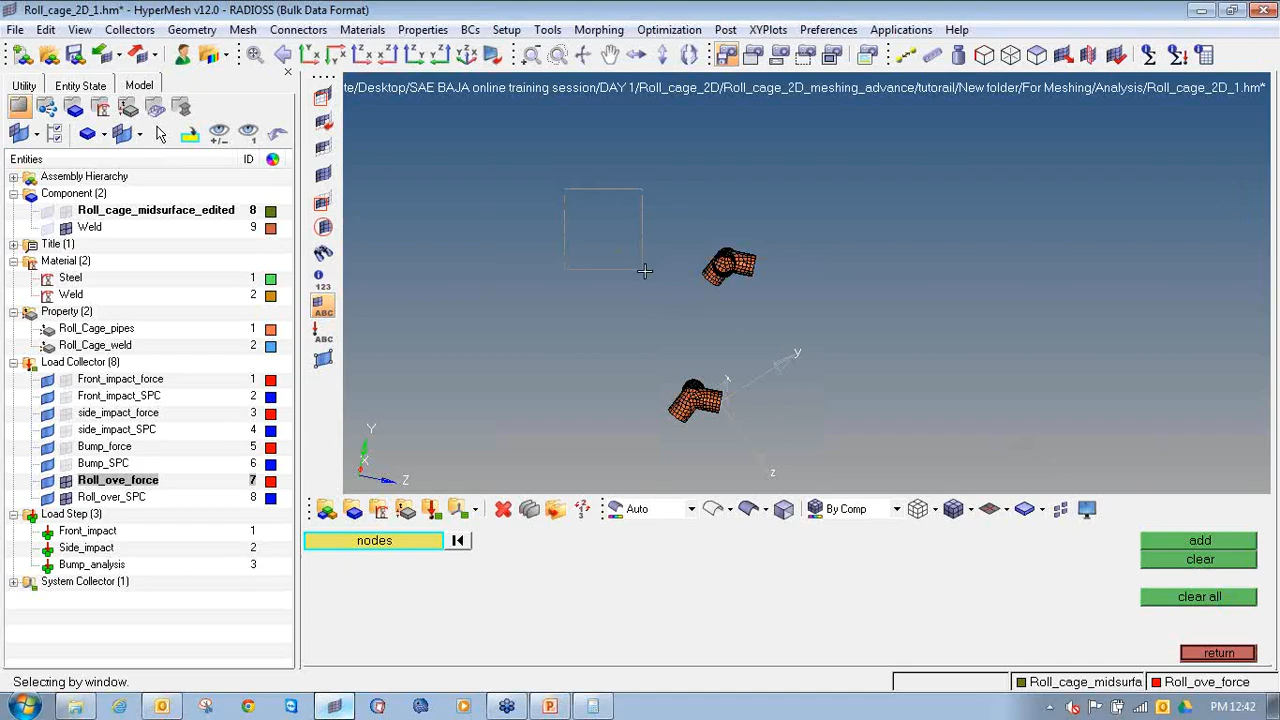 Roll_cage_2D_1.hm* - HyperMesh v12.0 - RADIOSS (Bulk Data Format)
File Edit View Collectors Geometry Mesh Connectors Materials Properties BCs Setup Tools Morphing Optimization Post XYPlots Preferences Applications Help
Utility Entity State Model
te/Desktop/SAE BAJA online training session/DAY 1/Roll_cage_2D/Roll_cage_2D_meshing_advance/tutorail/New folder/For Meshing/Analysis/Roll_cage_2D_1.hm*
Entities ID
Assembly Hierarchy
Component (2)
Roll_cage_midsurface_edited 8
Weld 9
Title (1)
Material (2)
Steel 1
Weld 2
Property (2)
Roll_Cage_pipes 1
Roll_Cage_weld 2
Load Collector (8)
Front_impact_force 1
Front_impact_SPC 2
side_impact_force 3
side_impact_SPC 4
Bump_force 5
Bump_SPC 6
Roll_ove_force 7
Roll_over_SPC 8
Load Step (3)
Front_impact 1
Side_impact 2
Bump_analysis 3
System Collector (1)
123
ABC
ABC
y
x
z
Y
X
Z
Auto By Comp
nodes
add
clear
clear all
return
Selecting by window.
Roll_cage_midsurfa Roll_ove_force
PM 12:42